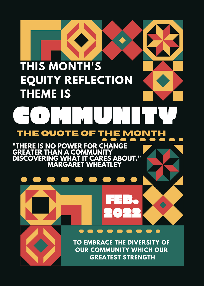 THIS MONTH'S
EQUITY REFLECTION
THEME IS
COMMUNITY
THE QUOTE OF THE MONTH
"THERE IS NO POWER FOR CHANGE
GREATER THAN A COMMUNITY
DISCOVERING WHAT IT CARES ABOUT."
MARGARET WHEATLEY
FEB.
2022
TO EMBRACE THE DIVERSITY OF
OUR COMMUNITY WHICH OUR
GREATEST STRENGTH